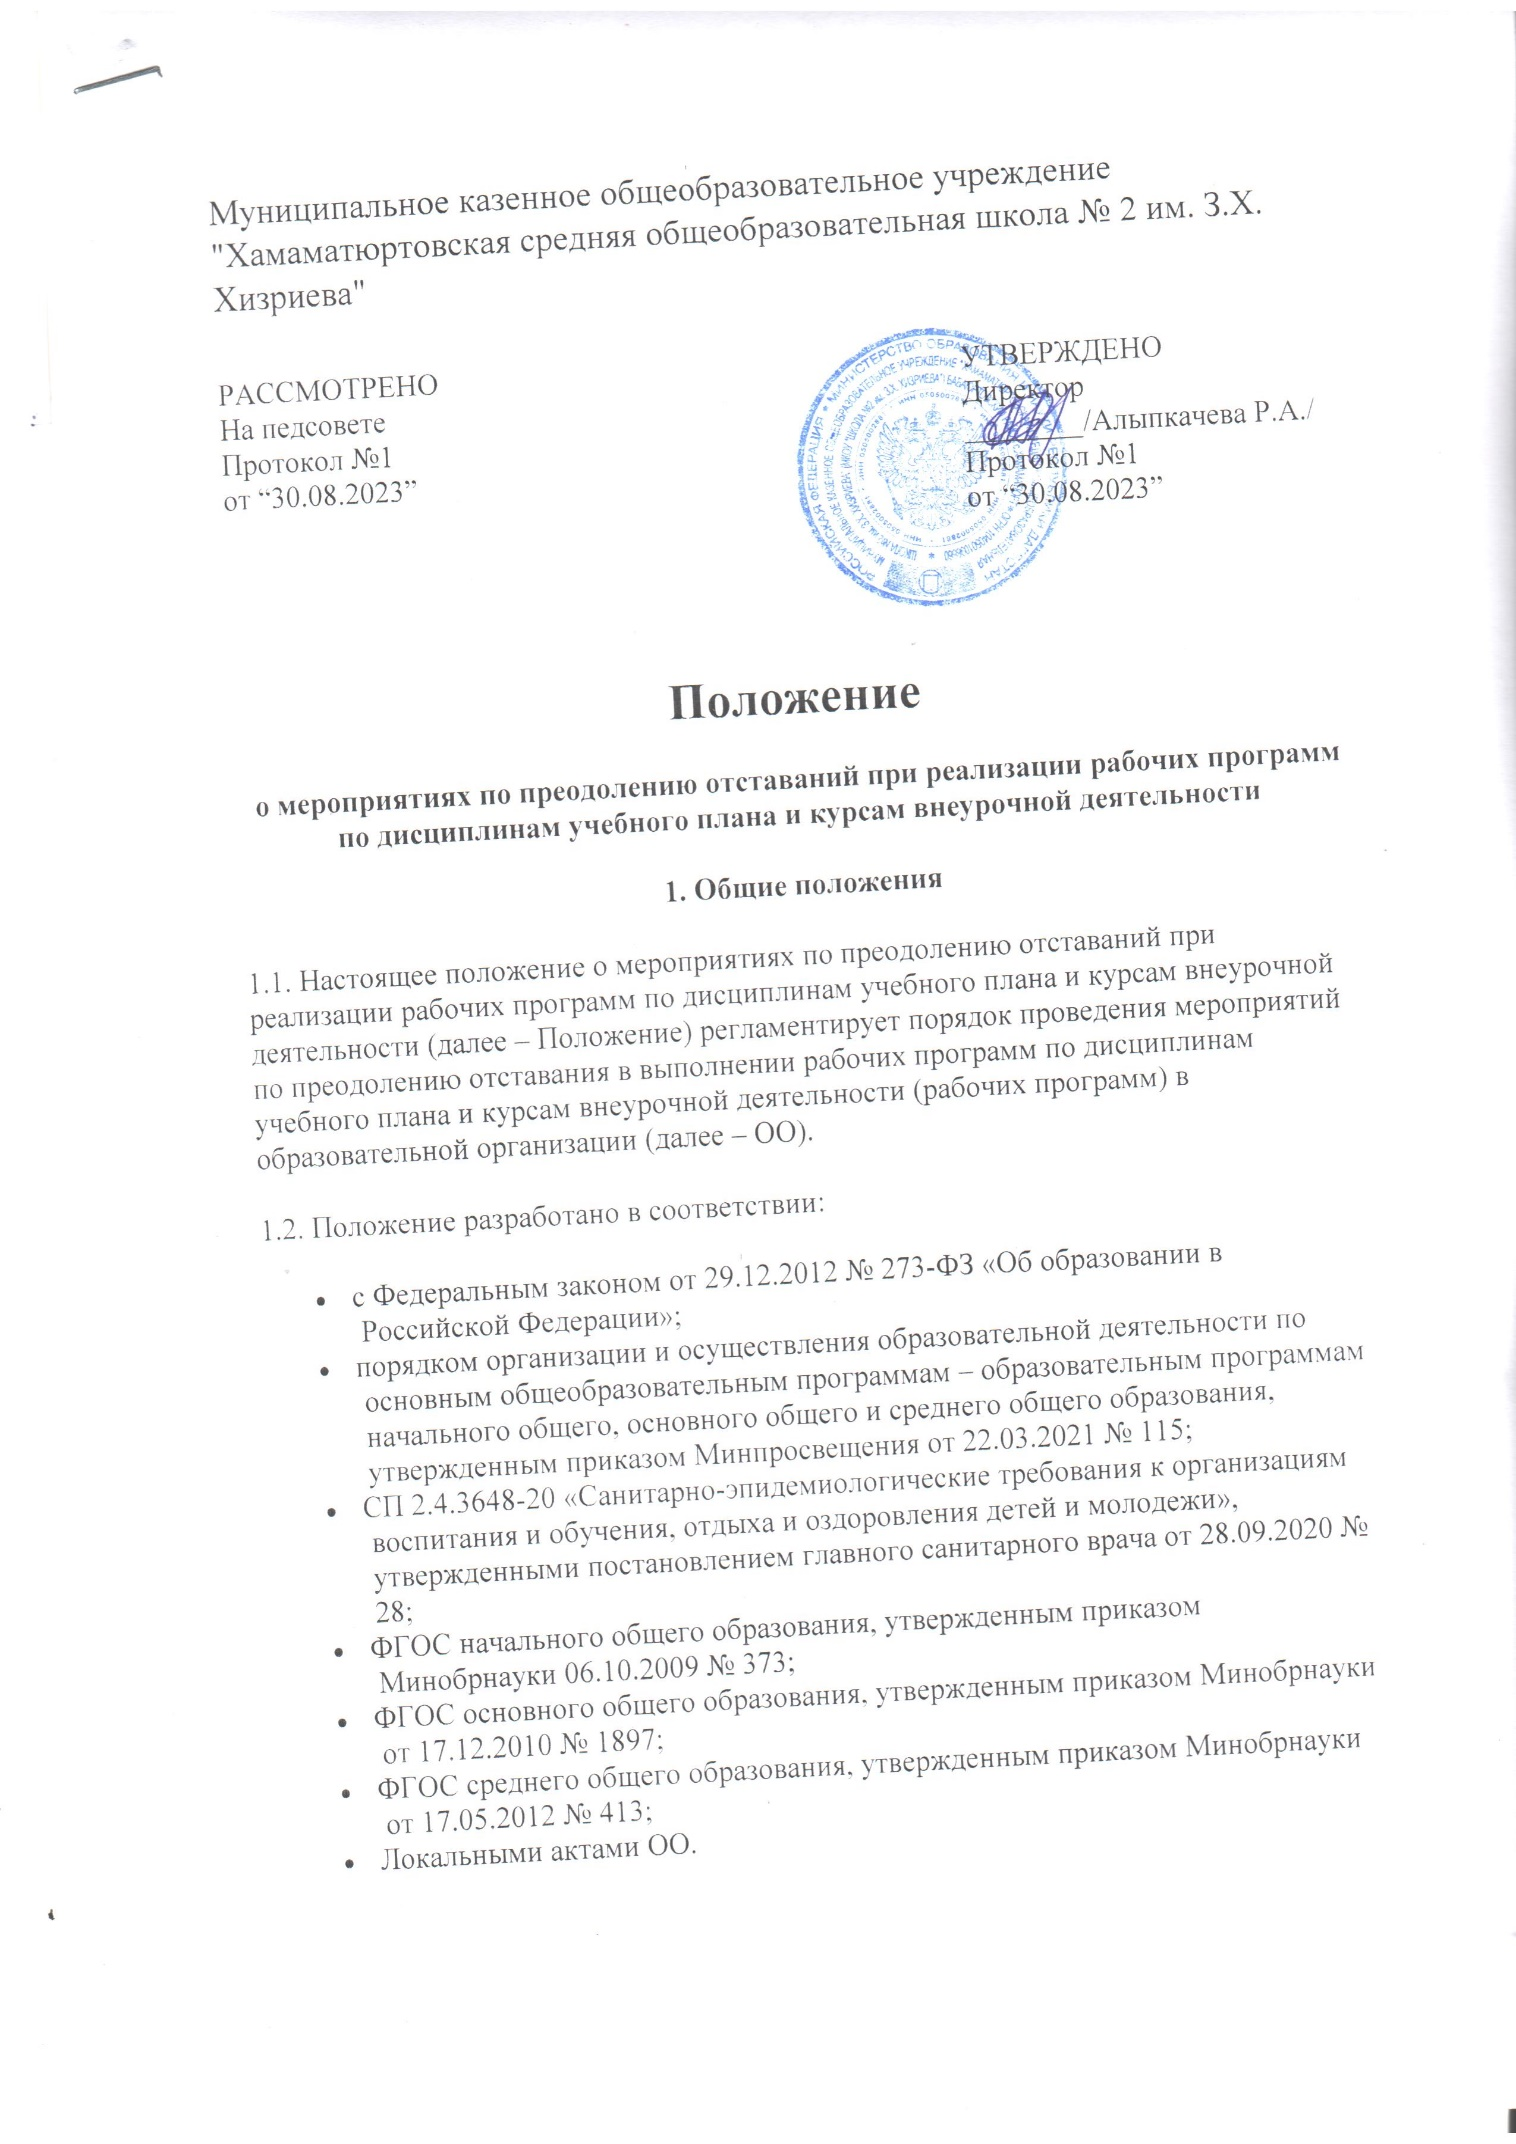 Муниципальное казенное общеобразовательное учреждение
"Хамаматюртовская средняя общеобразовательная школа № 2 им. З.Х.
Хизриева"
РАССМОТРЕНО
На педсовете
Протокол №1
от “30.08.2023”
УТВЕРЖДЕНО
Директор
________/Алыпкачева Р.А./
Протокол №1
от “30.08.2023”
РОССИЙСКАЯ ФЕДЕРАЦИЯ * МИНИСТЕРСТВО ОБРАЗОВАНИЯ
Положение
о мероприятиях по преодолению отставаний при реализации рабочих программ
по дисциплинам учебного плана и курсам внеурочной деятельности
1. Общие положения
1.1. Настоящее положение о мероприятиях по преодолению отставаний при
реализации рабочих программ по дисциплинам учебного плана и курсам внеурочной
деятельности (далее – Положение) регламентирует порядок проведения мероприятий
по преодолению отставания в выполнении рабочих программ по дисциплинам
учебного плана и курсам внеурочной деятельности (рабочих программ) в
образовательной организации (далее – ОО).
1.2. Положение разработано в соответствии:
• с Федеральным законом от 29.12.2012 № 273-ФЗ «Об образовании в
Российской Федерации»;
• порядком организации и осуществления образовательной деятельности по
основным общеобразовательным программам – образовательным программам
начального общего, основного общего и среднего общего образования,
утвержденным приказом Минпросвещения от 22.03.2021 № 115;
• СП 2.4.3648-20 «Санитарно-эпидемиологические требования к организациям
воспитания и обучения, отдыха и оздоровления детей и молодежи»,
утвержденными постановлением главного санитарного врача от 28.09.2020 №
28;
• ФГОС начального общего образования, утвержденным приказом
Минобрнауки 06.10.2009 № 373;
• ФГОС основного общего образования, утвержденным приказом Минобрнауки
от 17.12.2010 № 1897;
• ФГОС среднего общего образования, утвержденным приказом Минобрнауки
от 17.05.2012 № 413;
• Локальными актами ОО.